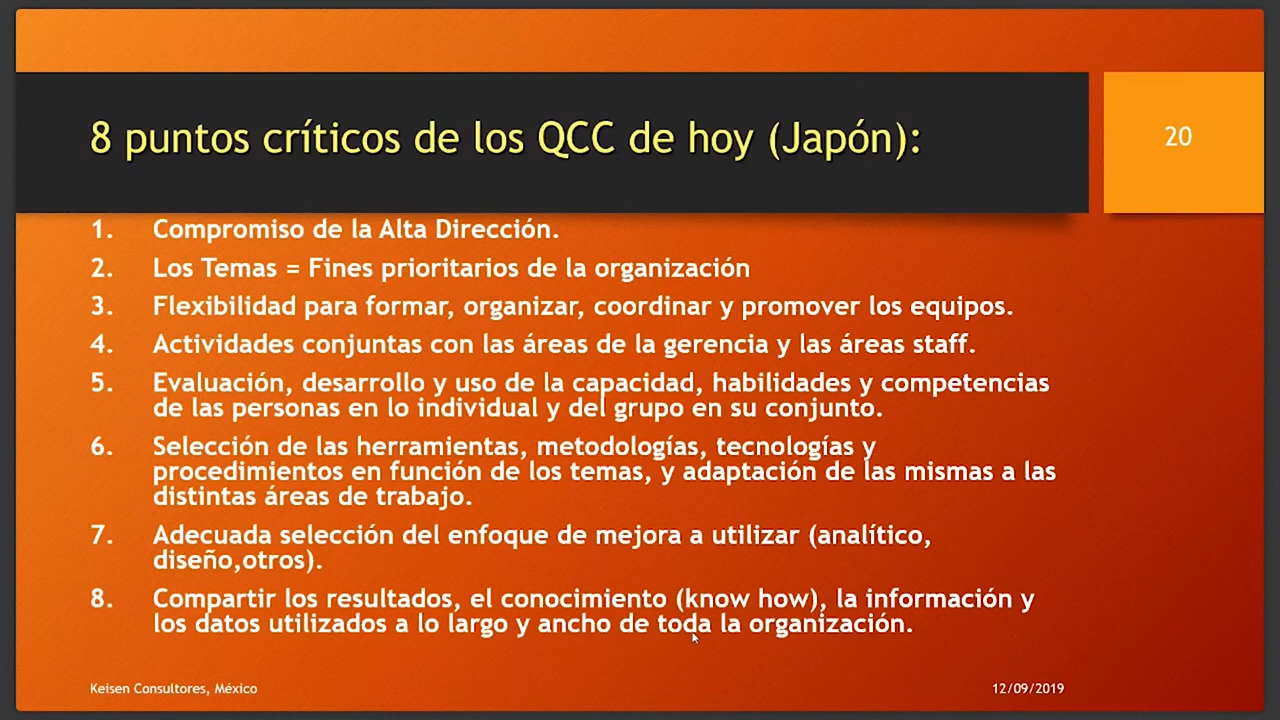 8 puntos críticos de los QCC de hoy (Japón):
20
1. Compromiso de la Alta Dirección.
2. Los Temas = Fines prioritarios de la organización
3. Flexibilidad para formar, organizar, coordinar y promover los equipos.
4. Actividades conjuntas con las áreas de la gerencia y las áreas staff.
5. Evaluación, desarrollo y uso de la capacidad, habilidades y competencias
de las personas en lo individual y del grupo en su conjunto.
6. Selección de las herramientas, metodologías, tecnologías y
procedimientos en función de los temas, y adaptación de las mismas a las
distintas áreas de trabajo.
7. Adecuada selección del enfoque de mejora a utilizar (analítico,
diseño,otros).
8. Compartir los resultados, el conocimiento (know how), la información y
los datos utilizados a lo largo y ancho de toda la organización.
Keisen Consultores, México
12/09/2019